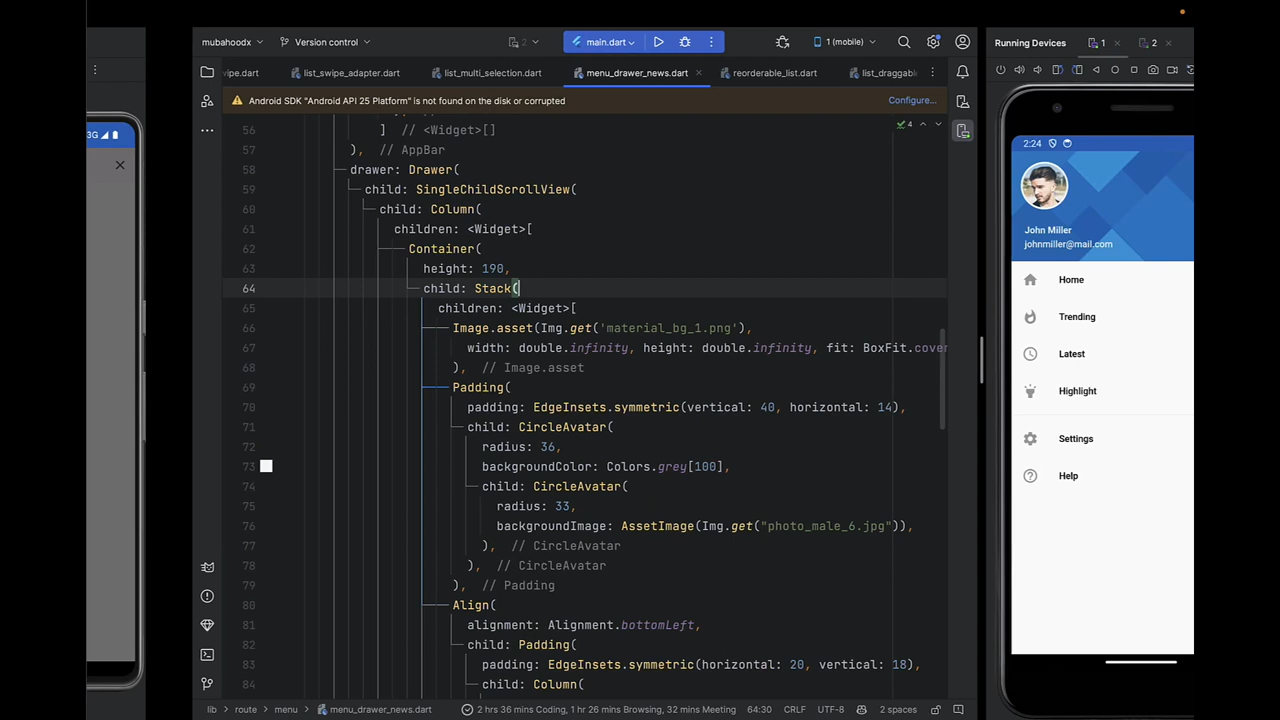 mubahoodx
Version control
2
main.dart
1 (mobile)
Running Devices
1
2
vipe.dart
list_swipe_adapter.dart
list_multi_selection.dart
menu_drawer_news.dart
reorderable_list.dart
list_draggabl
Android SDK "Android API 25 Platform" is not found on the disk or corrupted
Configure...
4
56 ] // <Widget>[]
57 ), // AppBar
58 drawer: Drawer(
59 child: SingleChildScrollView(
60 child: Column(
61 children: <Widget>[
62 Container(
63 height: 190,
64 child: Stack(
65 children: <Widget>[
66 Image.asset(Img.get('material_bg_1.png'),
67 width: double.infinity, height: double.infinity, fit: BoxFit.cover
68 ), // Image.asset
69 Padding(
70 padding: EdgeInsets.symmetric(vertical: 40, horizontal: 14),
71 child: CircleAvatar(
72 radius: 36,
73 backgroundColor: Colors.grey[100],
74 child: CircleAvatar(
75 radius: 33,
76 backgroundImage: AssetImage(Img.get("photo_male_6.jpg")),
77 ), // CircleAvatar
78 ), // CircleAvatar
79 ), // Padding
80 Align(
81 alignment: Alignment.bottomLeft,
82 child: Padding(
83 padding: EdgeInsets.symmetric(horizontal: 20, vertical: 18),
84 child: Column(
lib > route > menu > menu_drawer_news.dart
2 hrs 36 mins Coding, 1 hr 26 mins Browsing, 32 mins Meeting
64:30
CRLF
UTF-8
2 spaces
3G
2:24
John Miller
johnmiller@mail.com
Home
Trending
Latest
Highlight
Settings
Help